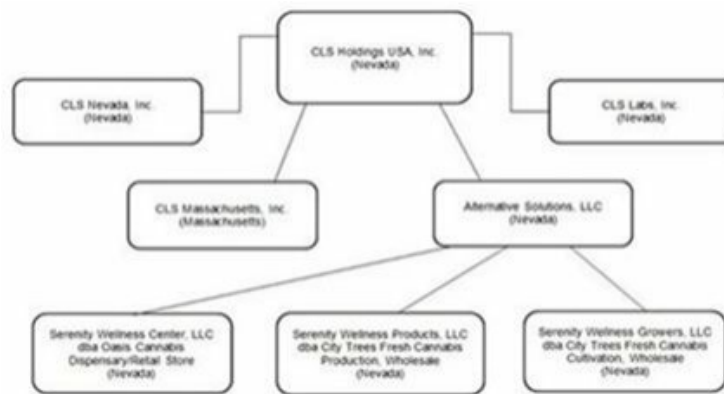 CLS Holdings USA, Inc.
(Nevada)
CLS Nevada, Inc.
(Nevada)
CLS Labs, Inc.
(Nevada)
CLS Massachusetts, Inc.
(Massachusetts)
Alternative Solutions, LLC
(Nevada)
Serenity Wellness Center, LLC
dba Oasis Cannabis
Dispensary/Retail Store
(Nevada)
Serenity Wellness Products, LLC
dba City Trees Fresh Cannabis
Production, Wholesale
(Nevada)
Serenity Wellness Growers, LLC
dba City Trees Fresh Cannabis
Cultivation, Wholesale
(Nevada)